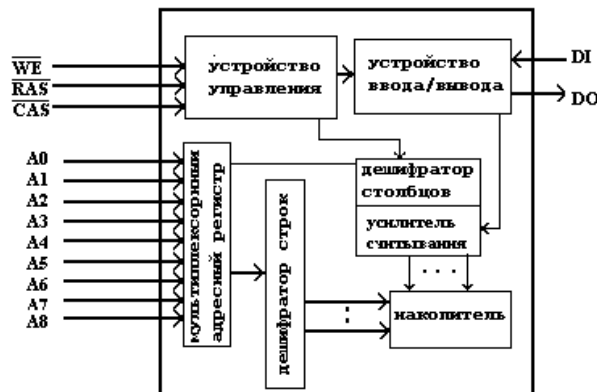 WE
RAS
CAS
устройство
управления
устройство
ввода/вывода
DI
DO
A0
A1
A2
A3
A4
A5
A6
A7
A8
мультиплексорный
адресный регистр
дешифратор строк
дешифратор
столбцов
усилитель
считывания
накопитель